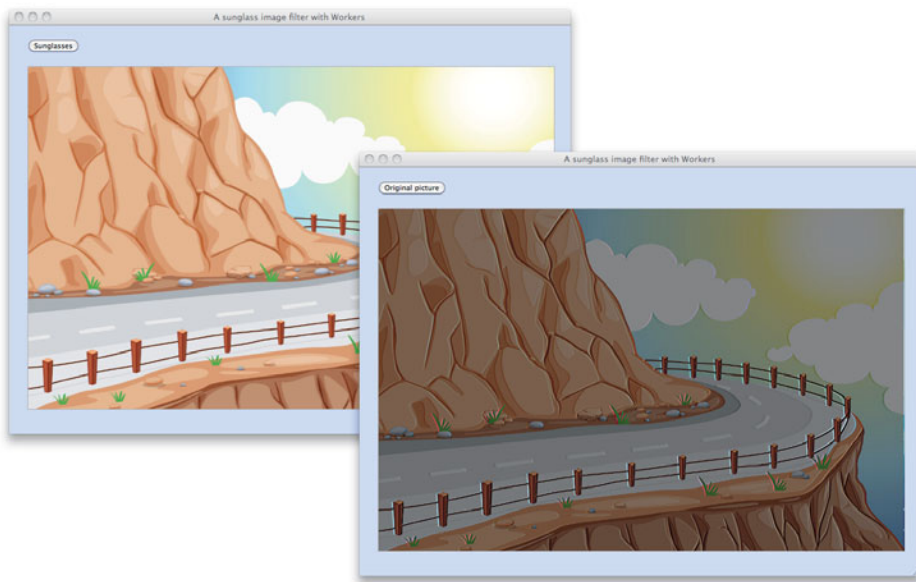 A sunglass image filter with Workers
Sunglasses
A sunglass image filter with Workers
Original picture